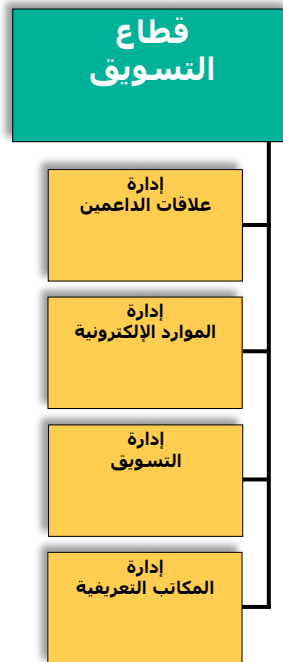 قطاع
التسويق
إدارة
علاقات الداعمين
إدارة
الموارد الإلكترونية
إدارة
التسويق
إدارة
المكاتب التعريفية